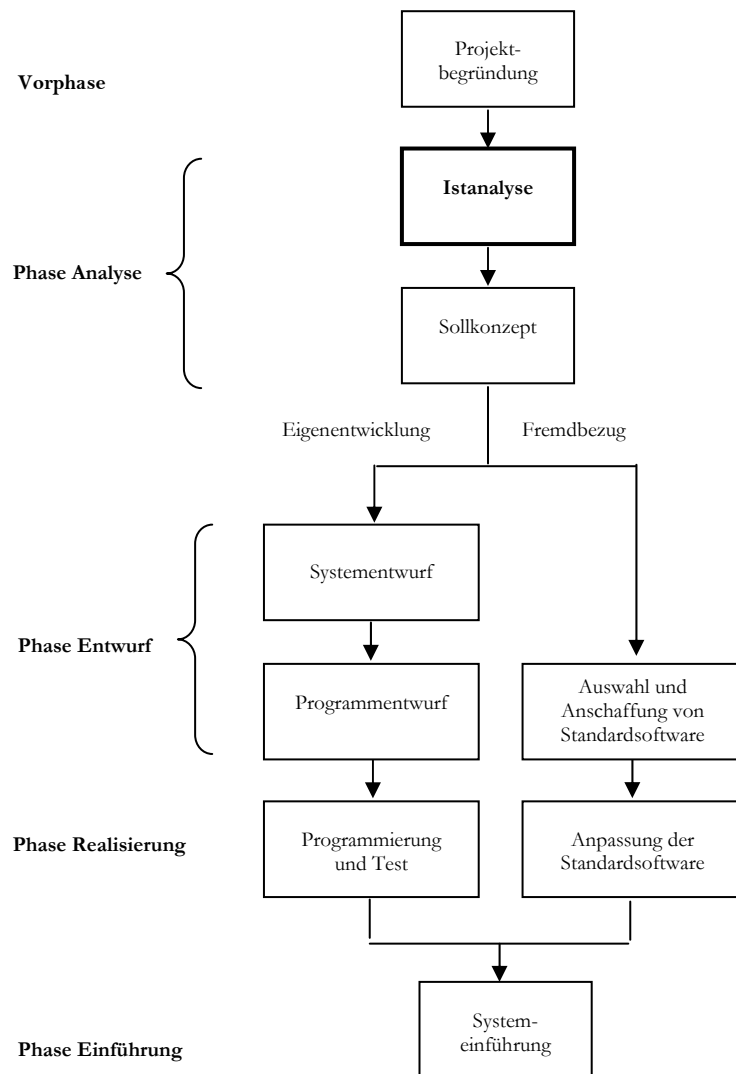 Projekt-
begründung
Vorphase
Istanalyse
Phase Analyse
Sollkonzept
Eigenentwicklung
Fremdbezug
Systementwurf
Phase Entwurf
Programmentwurf
Auswahl und
Anschaffung von
Standardsoftware
Phase Realisierung
Programmierung
und Test
Anpassung der
Standardsoftware
System-
einführung
Phase Einführung